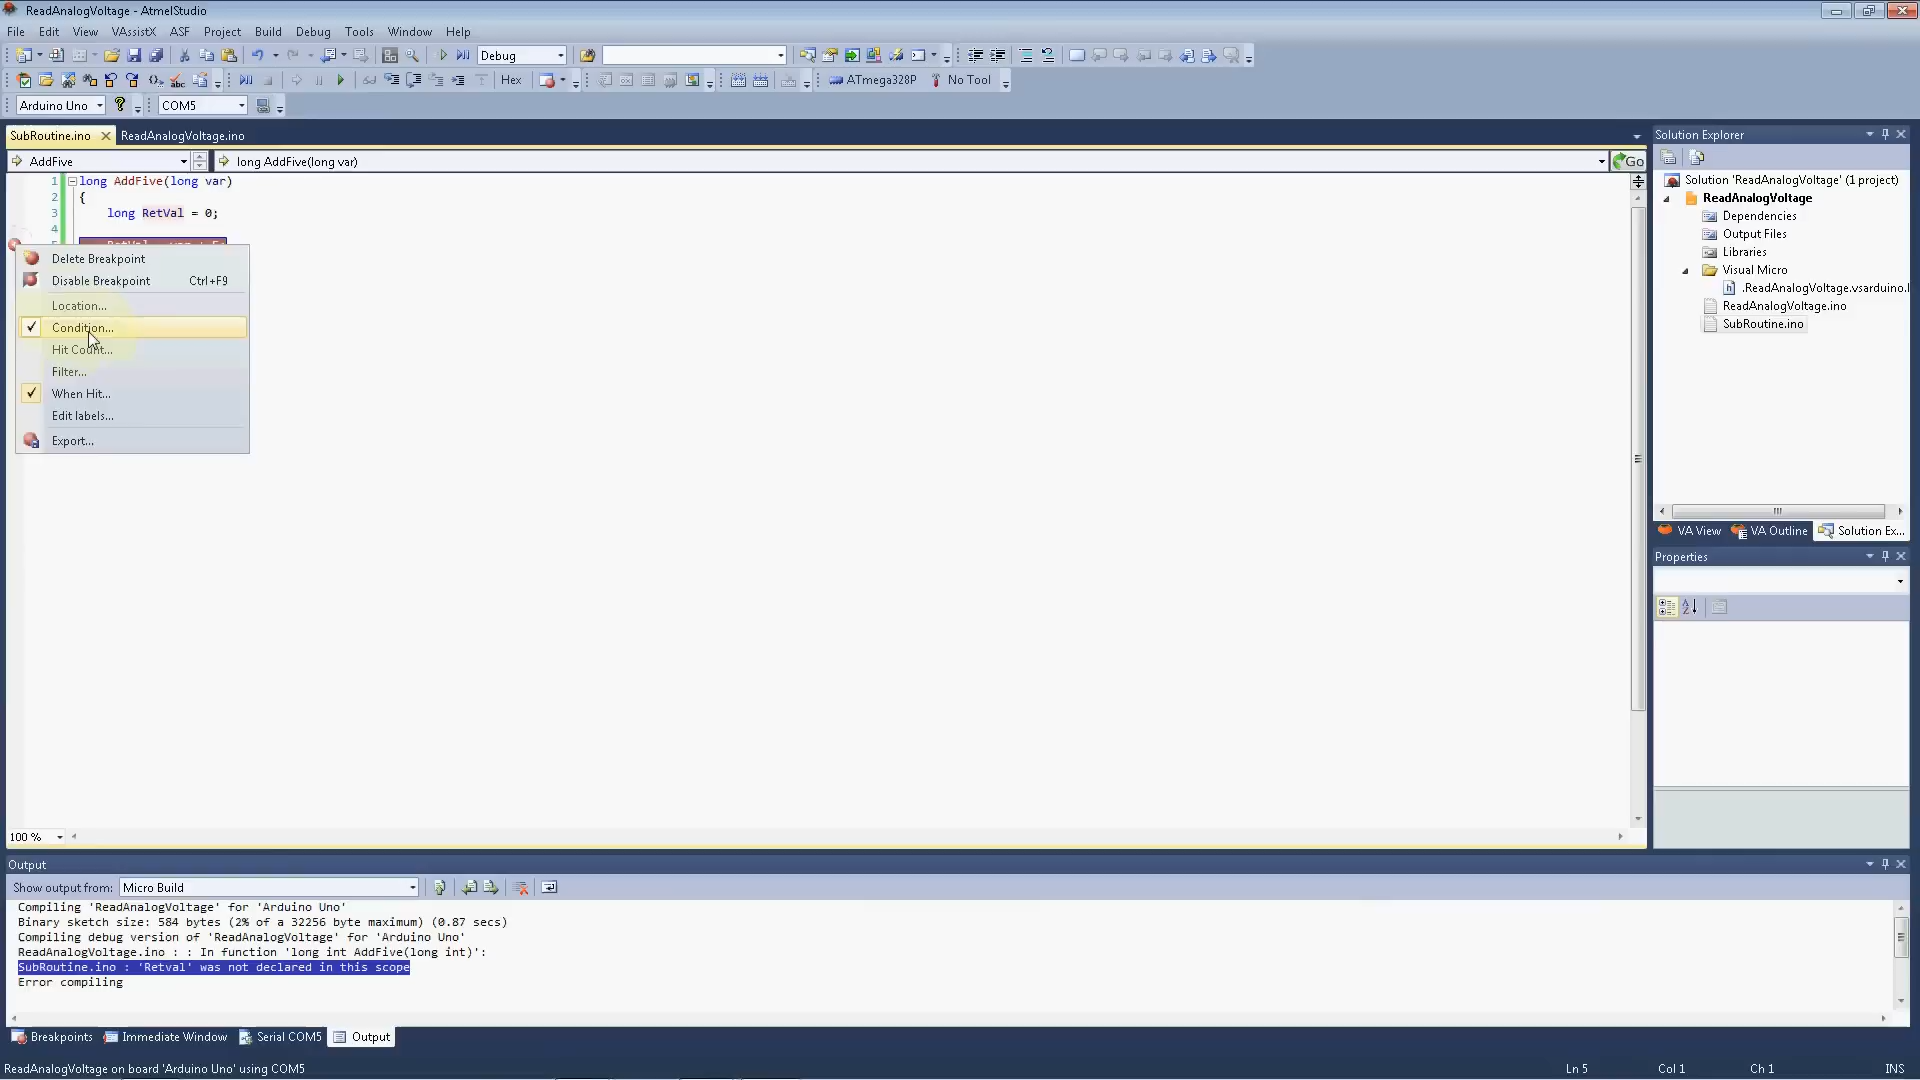 ReadAnalogVoltage - AtmelStudio
File Edit View VAssistX ASF Project Build Debug Tools Window Help
Debug
Hex ATmega328P No Tool
Arduino Uno COM5
SubRoutine.ino ReadAnalogVoltage.ino
AddFive long AddFive(long var) Go
1 long AddFive(long var)
2 {
3 long RetVal = 0;
4
Delete Breakpoint
Disable Breakpoint Ctrl+F9
Location...
Condition...
Hit Count...
Filter...
When Hit...
Edit labels...
Export...
100 %
Solution Explorer
Solution 'ReadAnalogVoltage' (1 project)
ReadAnalogVoltage
Dependencies
Output Files
Libraries
Visual Micro
.ReadAnalogVoltage.vsarduino.
ReadAnalogVoltage.ino
SubRoutine.ino
VA View VA Outline Solution Ex...
Properties
Output
Show output from: Micro Build
Compiling 'ReadAnalogVoltage' for 'Arduino Uno'
Binary sketch size: 584 bytes (2% of a 32256 byte maximum) (0.87 secs)
Compiling debug version of 'ReadAnalogVoltage' for 'Arduino Uno'
ReadAnalogVoltage.ino : : In function 'long int AddFive(long int)':
SubRoutine.ino : 'Retval' was not declared in this scope
Error compiling
Breakpoints Immediate Window Serial COM5 Output
ReadAnalogVoltage on board 'Arduino Uno' using COM5 Ln 5 Col 1 Ch 1 INS